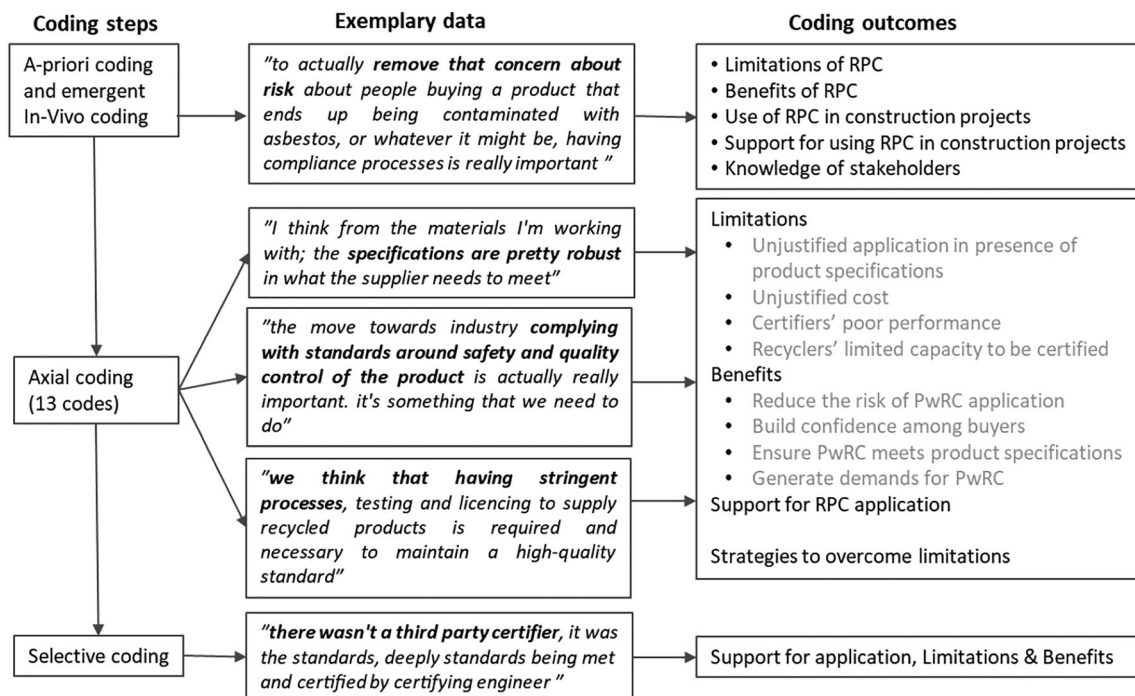 Coding steps
Exemplary data
Coding outcomes
A-priori coding
and emergent
In-Vivo coding
”to actually remove that concern about
risk about people buying a product that
ends up being contaminated with
asbestos, or whatever it might be, having
compliance processes is really important ”
• Limitations of RPC
• Benefits of RPC
• Use of RPC in construction projects
• Support for using RPC in construction projects
• Knowledge of stakeholders
Axial coding
(13 codes)
”I think from the materials I'm working
with; the specifications are pretty robust
in what the supplier needs to meet”
”the move towards industry complying
with standards around safety and quality
control of the product is actually really
important. it's something that we need to
do”
”we think that having stringent
processes, testing and licencing to supply
recycled products is required and
necessary to maintain a high-quality
standard”
Limitations
• Unjustified application in presence of
product specifications
• Unjustified cost
• Certifiers’ poor performance
• Recyclers’ limited capacity to be certified
Benefits
• Reduce the risk of PwRC application
• Build confidence among buyers
• Ensure PwRC meets product specifications
• Generate demands for PwRC
Support for RPC application
Strategies to overcome limitations
Selective coding
”there wasn't a third party certifier, it was
the standards, deeply standards being met
and certified by certifying engineer ”
Support for application, Limitations & Benefits